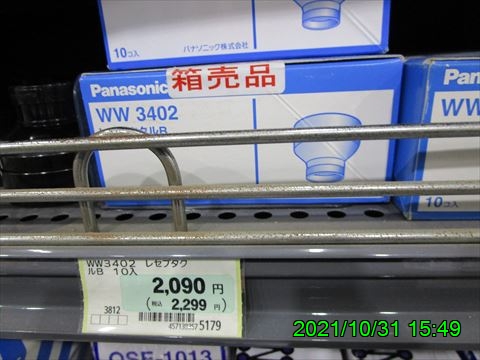 10コ入
パナソニック株式会社
箱売品
Panasonic
WW 3402
ルB
Pana
WW 3
10コ入
WW3402 レセプタク
ルB 10入
2,090 円
(税込 2,299 円)
3812
5179
QSE-1013
2021/10/31 15:49